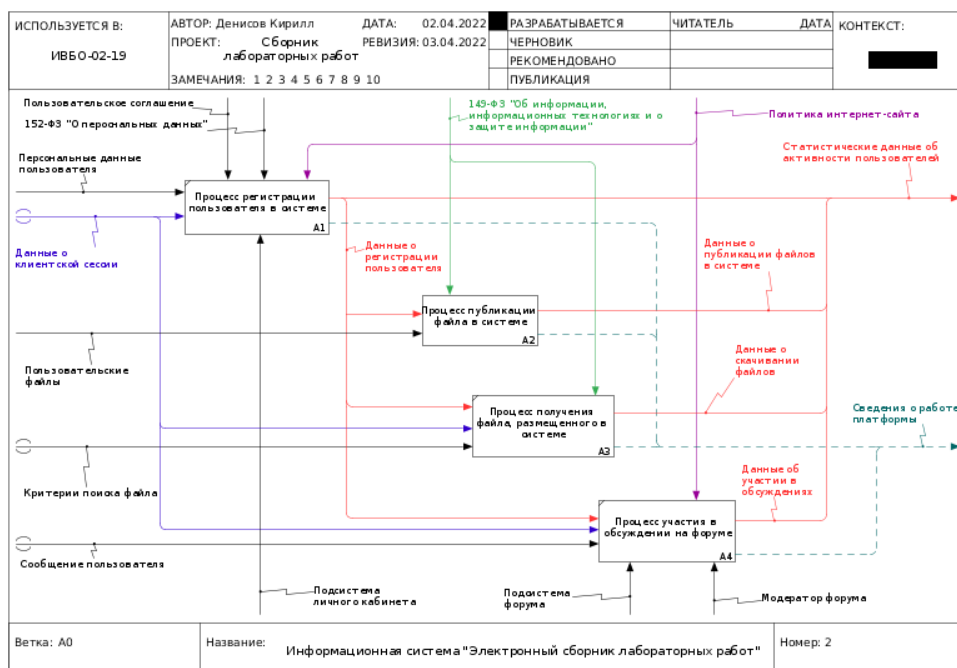 ИСПОЛЬЗУЕТСЯ В:
ИВБО-02-19
АВТОР: Денисов Кирилл
ДАТА: 02.04.2022
ПРОЕКТ: Сборник
лабораторных работ
РЕВИЗИЯ: 03.04.2022
ЗАМЕЧАНИЯ: 1 2 3 4 5 6 7 8 9 10
РАЗРАБАТЫВАЕТСЯ
ЧЕРНОВИК
РЕКОМЕНДОВАНО
ПУБЛИКАЦИЯ
ЧИТАТЕЛЬ
ДАТА
КОНТЕКСТ:
Пользовательское соглашение
152-ФЗ "О персональных данных"
149-ФЗ "Об информации,
информационных технологиях и о
защите информации"
Политика интернет-сайта
Статистические данные об
активности пользователей
Персональные данные
пользователя
Процесс регистрации
пользователя в системе
A1
Данные о
клиентской сессии
Данные о
регистрации
пользователя
Данные о
публикации файлов
в системе
Процесс публикации
файла в системе
A2
Пользовательские
файлы
Данные о
скачивании
файлов
Процесс получения
файла, размещенного в
системе
A3
Сведения о работе
платформы
Критерии поиска файла
Данные об
участии в
обсуждениях
Процесс участия в
обсуждении на форуме
A4
Сообщение пользователя
Подсистема
личного кабинета
Подсистема
форума
Модератор форума
Ветка: A0
Название:
Информационная система "Электронный сборник лабораторных работ"
Номер: 2